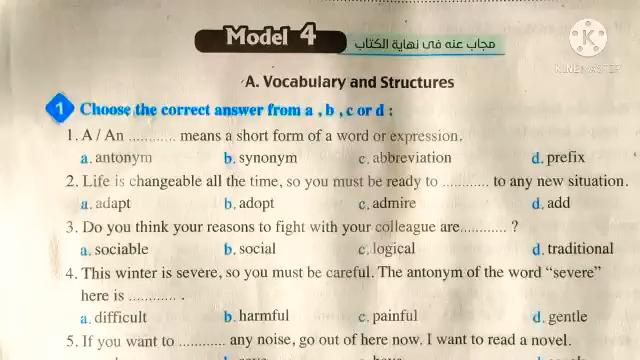 Model 4
مجاب عنه فى نهاية الكتاب
KINEMASTER
A. Vocabulary and Structures
1 Choose the correct answer from a , b , c or d :
1. A / An ............ means a short form of a word or expression.
a. antonym b. synonym c. abbreviation d. prefix
2. Life is changeable all the time, so you must be ready to ............ to any new situation.
a. adapt b. adopt c. admire d. add
3. Do you think your reasons to fight with your colleague are............ ?
a. sociable b. social c. logical d. traditional
4. This winter is severe, so you must be careful. The antonym of the word “severe”
here is ............ .
a. difficult b. harmful c. painful d. gentle
5. If you want to ............ any noise, go out of here now. I want to read a novel.